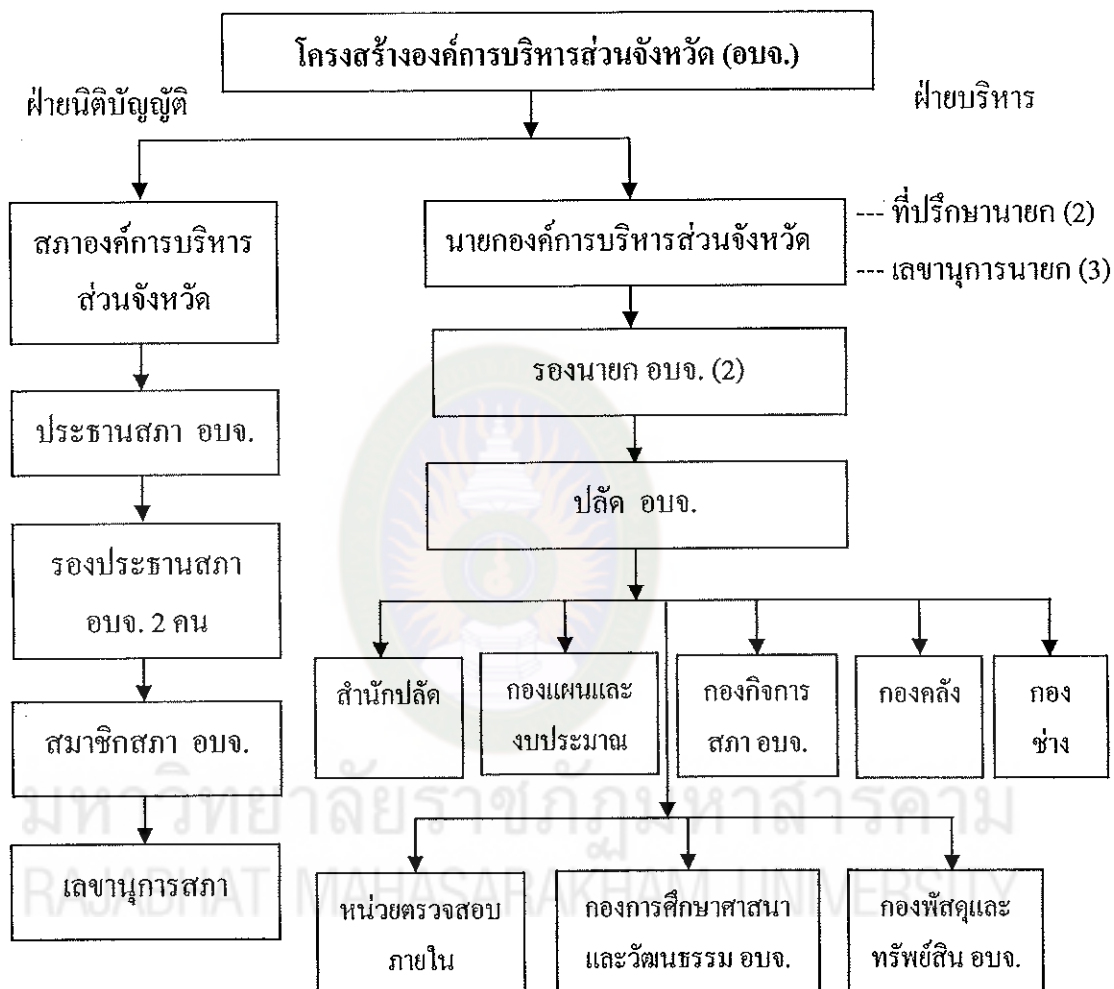 โครงสร้างองค์การบริหารส่วนจังหวัด (อบจ.)
ฝ่ายนิติบัญญัติ
ฝ่ายบริหาร
สภาองค์การบริหาร
ส่วนจังหวัด
นายกองค์การบริหารส่วนจังหวัด
--- ที่ปรึกษานายก (2)
--- เลขานุการนายก (3)
รองนายก อบจ. (2)
ประธานสภา อบจ.
ปลัด อบจ.
รองประธานสภา
อบจ. 2 คน
สำนักปลัด
กองแผนและ
งบประมาณ
กองกิจการ
สภา อบจ.
กองคลัง
กอง
ช่าง
สมาชิกสภา อบจ.
มหาวิทยาลัยราชภัฏมหาสารคาม
RAJABHAT MAHASARAKHAM UNIVERSITY
เลขานุการสภา
หน่วยตรวจสอบ
ภายใน
กองการศึกษาศาสนา
และวัฒนธรรม อบจ.
กองพัสดุและ
ทรัพย์สิน อบจ.